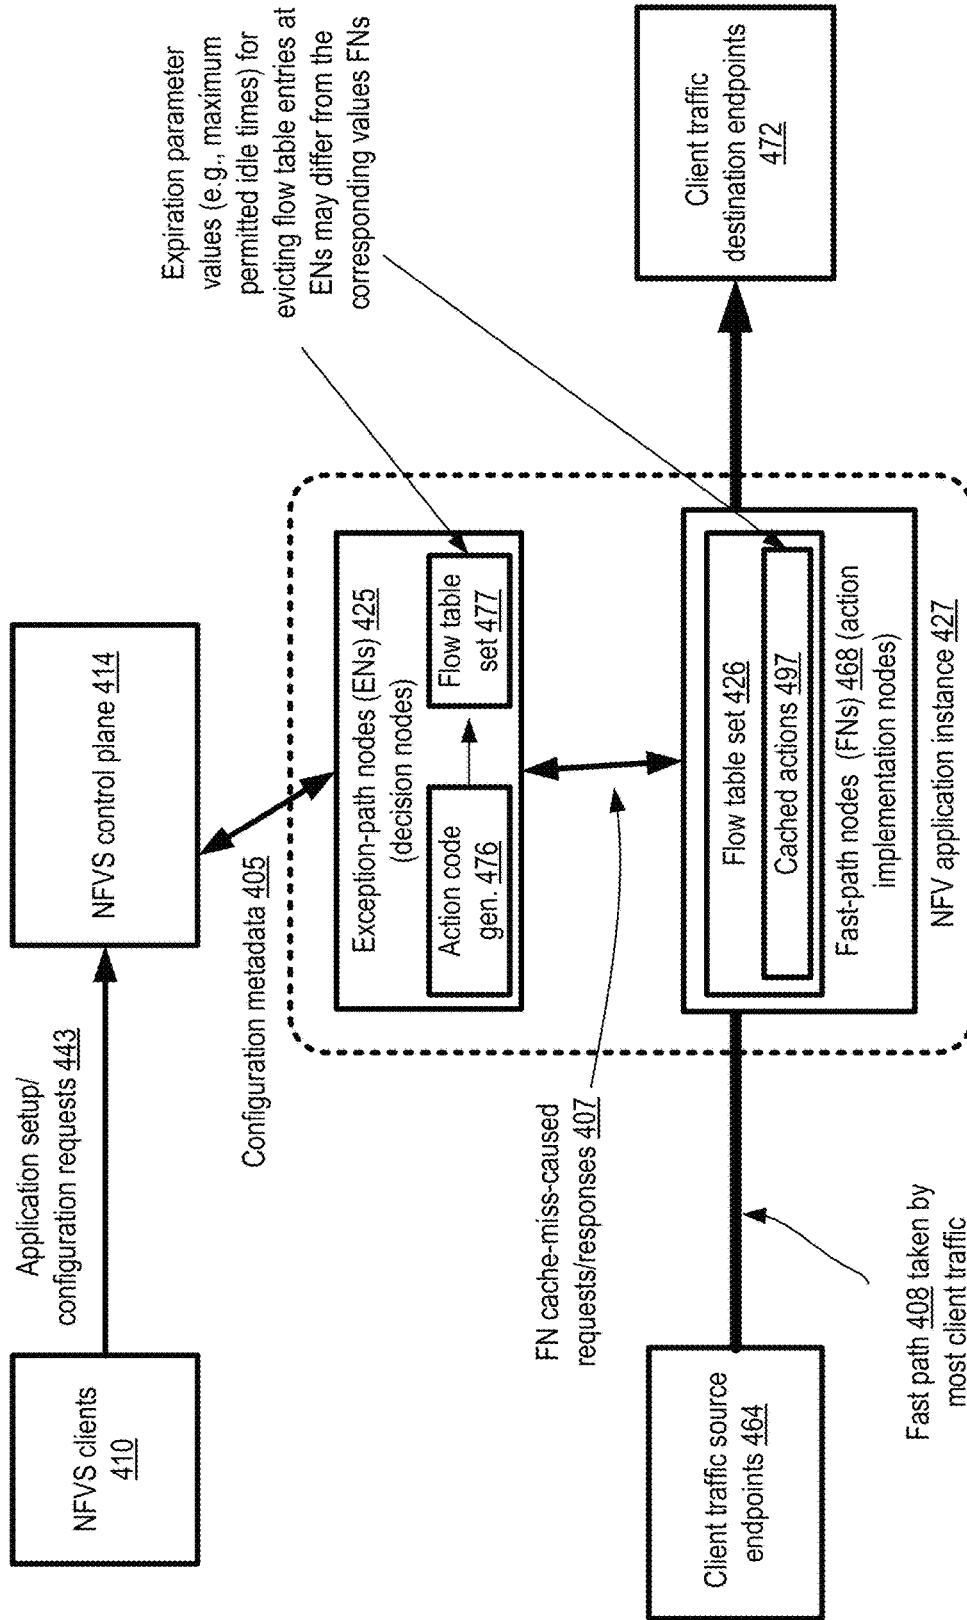 NFVS clients
410
Application setup/
configuration requests 443
NFVS control plane 414
Configuration metadata 405
Exception-path nodes (ENs) 425
(decision nodes)
Action code
gen. 476
Flow table
set 477
Expiration parameter
values (e.g., maximum
permitted idle times) for
evicting flow table entries at
ENs may differ from the
corresponding values FNs
FN cache-miss-caused
requests/responses 407
Client traffic source
endpoints 464
Fast path 408 taken by
most client traffic
Flow table set 426
Cached actions 497
Fast-path nodes (FNs) 468 (action
implementation nodes)
NFV application instance 427
Client traffic
destination endpoints
472